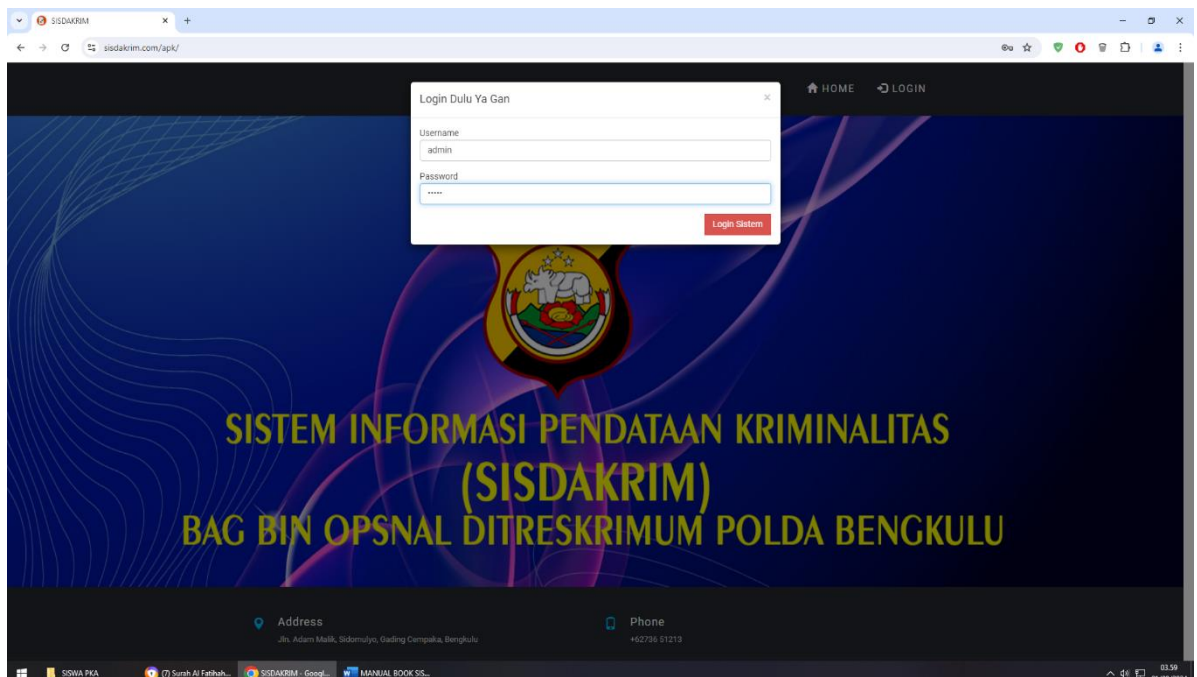 SISDAKRIM
sisdakrim.com/apk/
HOME LOGIN
Login Dulu Ya Gan
Username
admin
Password
•••••
Login Sistem
SISTEM INFORMASI PENDATAAN KRIMINALITAS
(SISDAKRIM)
BAG BIN OPSNAL DITRESKRIMUM POLDA BENGKULU
Address
Jln. Adam Malik, Sidomulyo, Gading Cempaka, Bengkulu
Phone
+62736 51213
SISWA PKA
(7) Surah Al Fatihah...
SISDAKRIM - Googl...
MANUAL BOOK SIS...
03.59